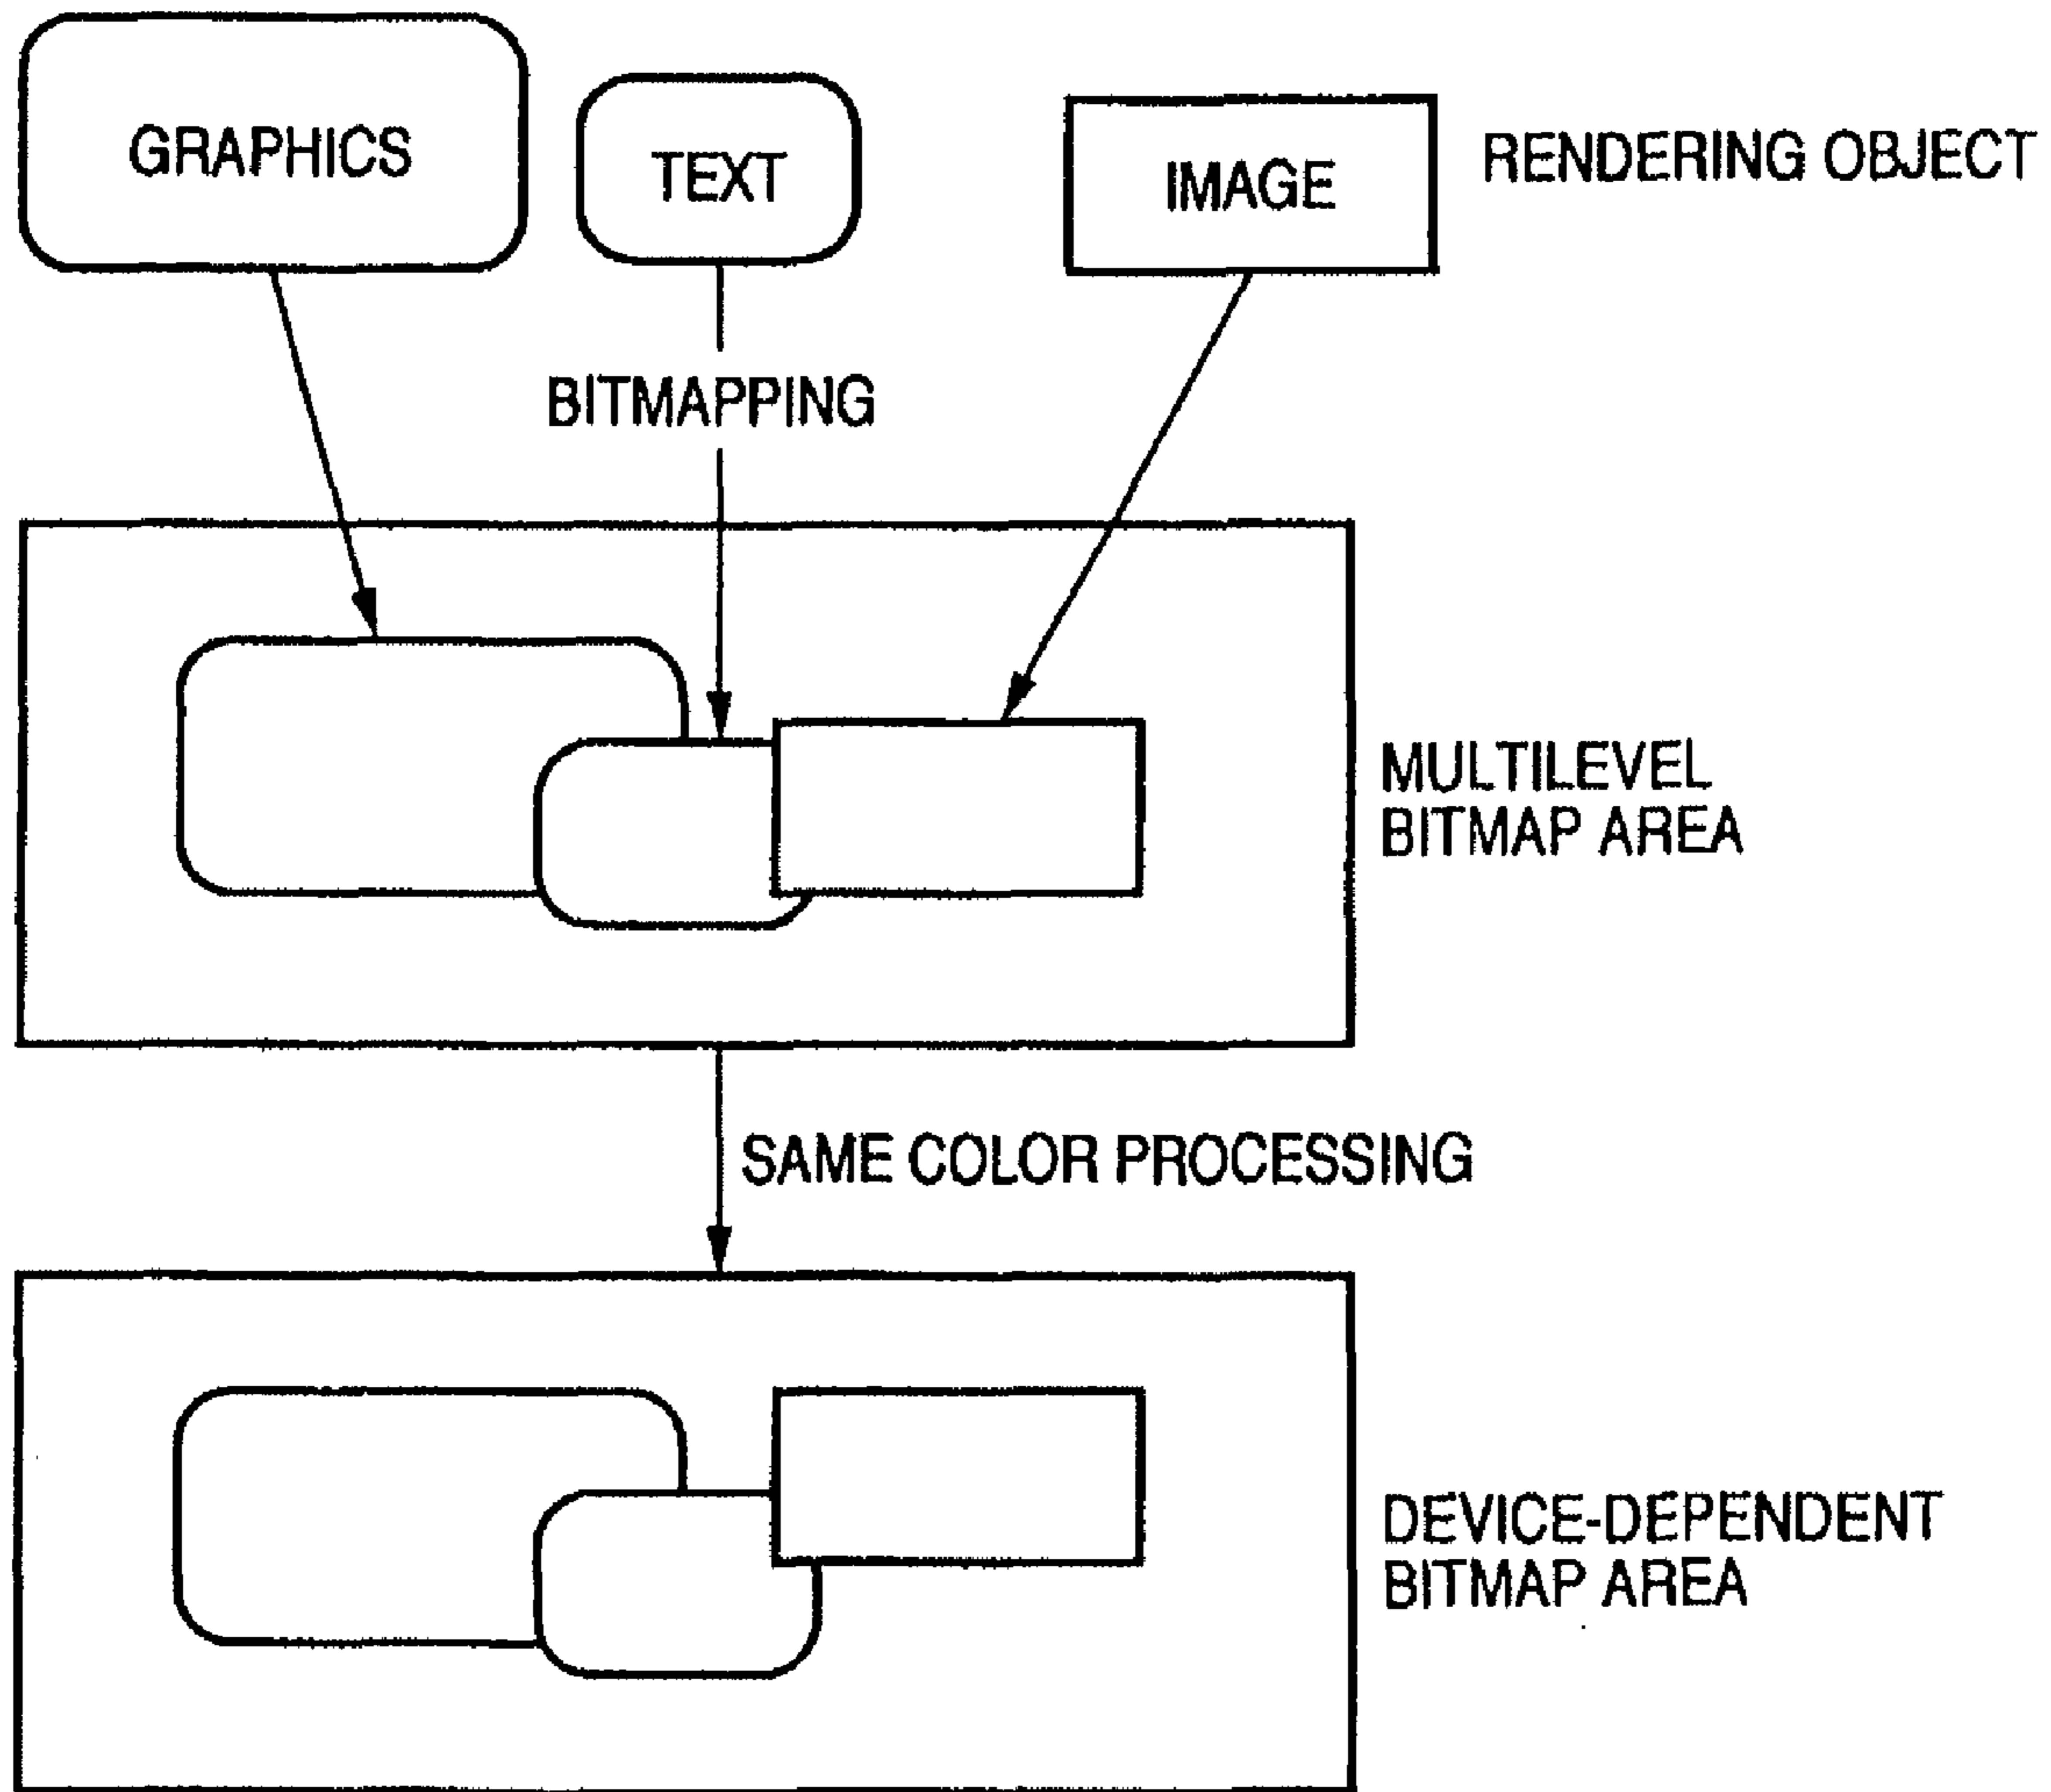 GRAPHICS
TEXT
IMAGE
RENDERING OBJECT
BITMAPPING
MULTILEVEL
BITMAP AREA
SAME COLOR PROCESSING
DEVICE-DEPENDENT
BITMAP AREA